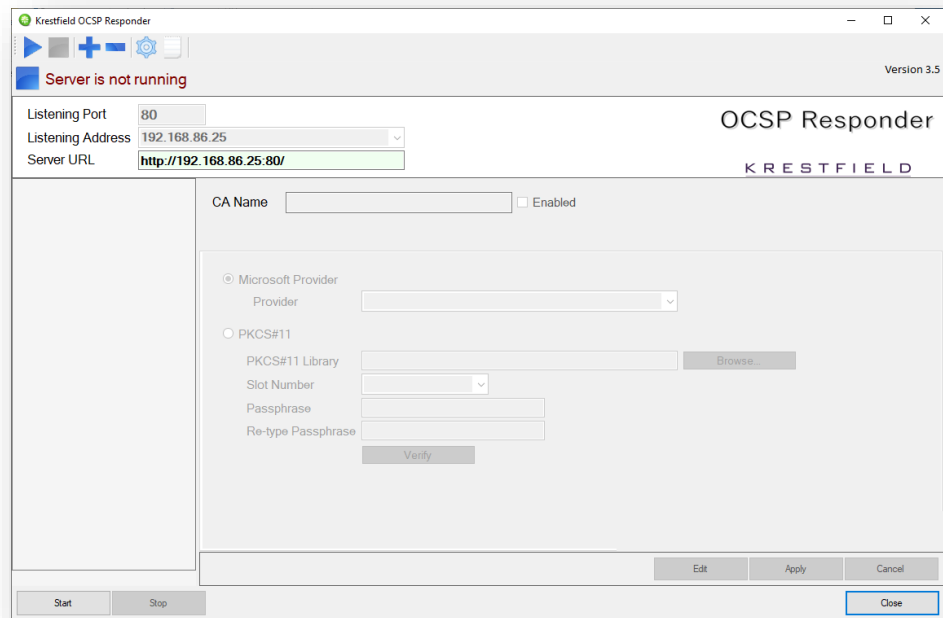 Krestfield OCSP Responder
Version 3.5
Server is not running
Listening Port 80
Listening Address 192.168.86.25
Server URL http://192.168.86.25:80/
OCSP Responder
KRESTFIELD
CA Name Enabled
Microsoft Provider
Provider
PKCS#11
PKCS#11 Library Browse...
Slot Number
Passphrase
Re-type Passphrase
Verify
Edit Apply Cancel
Start Stop Close